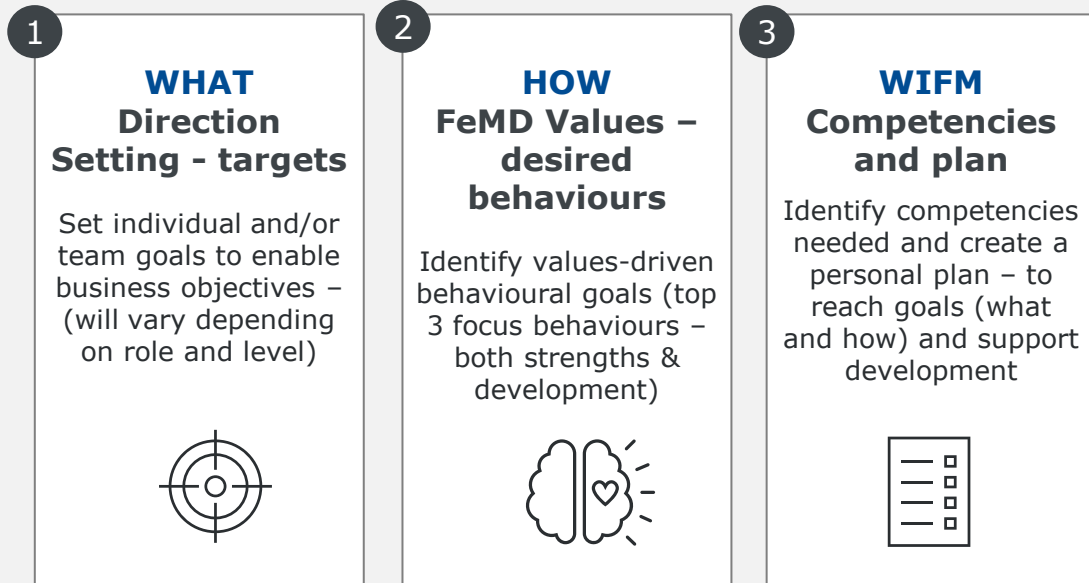 1
WHAT
Direction
Setting - targets
Set individual and/or
team goals to enable
business objectives –
(will vary depending
on role and level)
2
HOW
FeMD Values –
desired
behaviours
Identify values-driven
behavioural goals (top
3 focus behaviours –
both strengths &
development)
3
WIFM
Competencies
and plan
Identify competencies
needed and create a
personal plan – to
reach goals (what
and how) and support
development